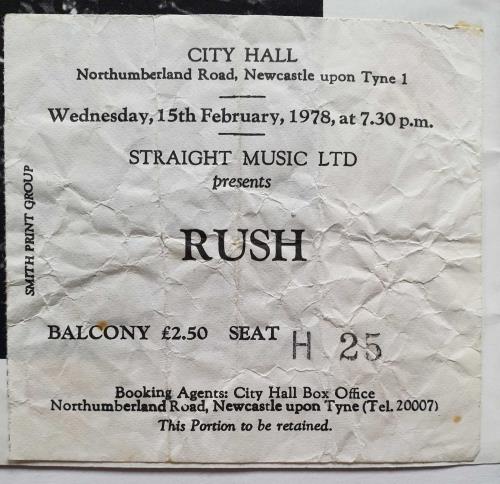 CITY HALL
Northumberland Road, Newcastle upon Tyne 1
Wednesday, 15th February, 1978, at 7.30 p.m.
STRAIGHT MUSIC LTD
presents
RUSH
BALCONY £2.50 SEAT H 25
Booking Agents: City Hall Box Office
Northumberland Road, Newcastle upon Tyne (Tel. 20007)
This Portion to be retained.
SMITH PRINT GROUP